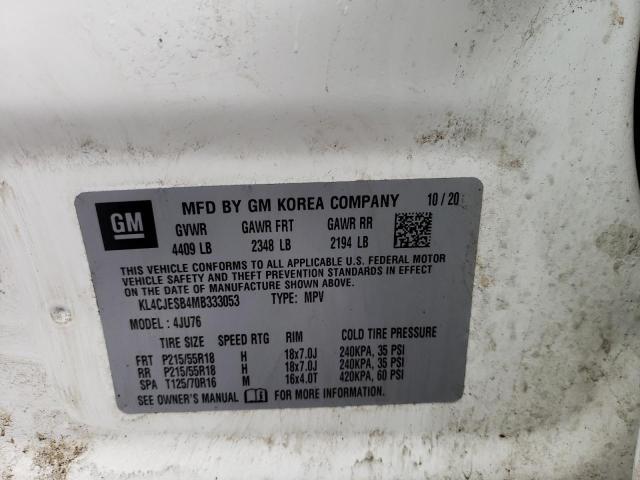 GM
MFD BY GM KOREA COMPANY 10 / 20
GVWR GAWR FRT GAWR RR
4409 LB 2348 LB 2194 LB
THIS VEHICLE CONFORMS TO ALL APPLICABLE U.S. FEDERAL MOTOR
VEHICLE SAFETY AND THEFT PREVENTION STANDARDS IN EFFECT ON
THE DATE OF MANUFACTURE SHOWN ABOVE.
KL4CJESB4MB333053 TYPE: MPV
MODEL: 4JU76
TIRE SIZE SPEED RTG RIM COLD TIRE PRESSURE
FRT P215/55R18 H 18x7.0J 240KPA, 35 PSI
RR P215/55R18 H 18x7.0J 240KPA, 35 PSI
SPA T125/70R16 M 16x4.0T 420KPA, 60 PSI
SEE OWNER'S MANUAL FOR MORE INFORMATION